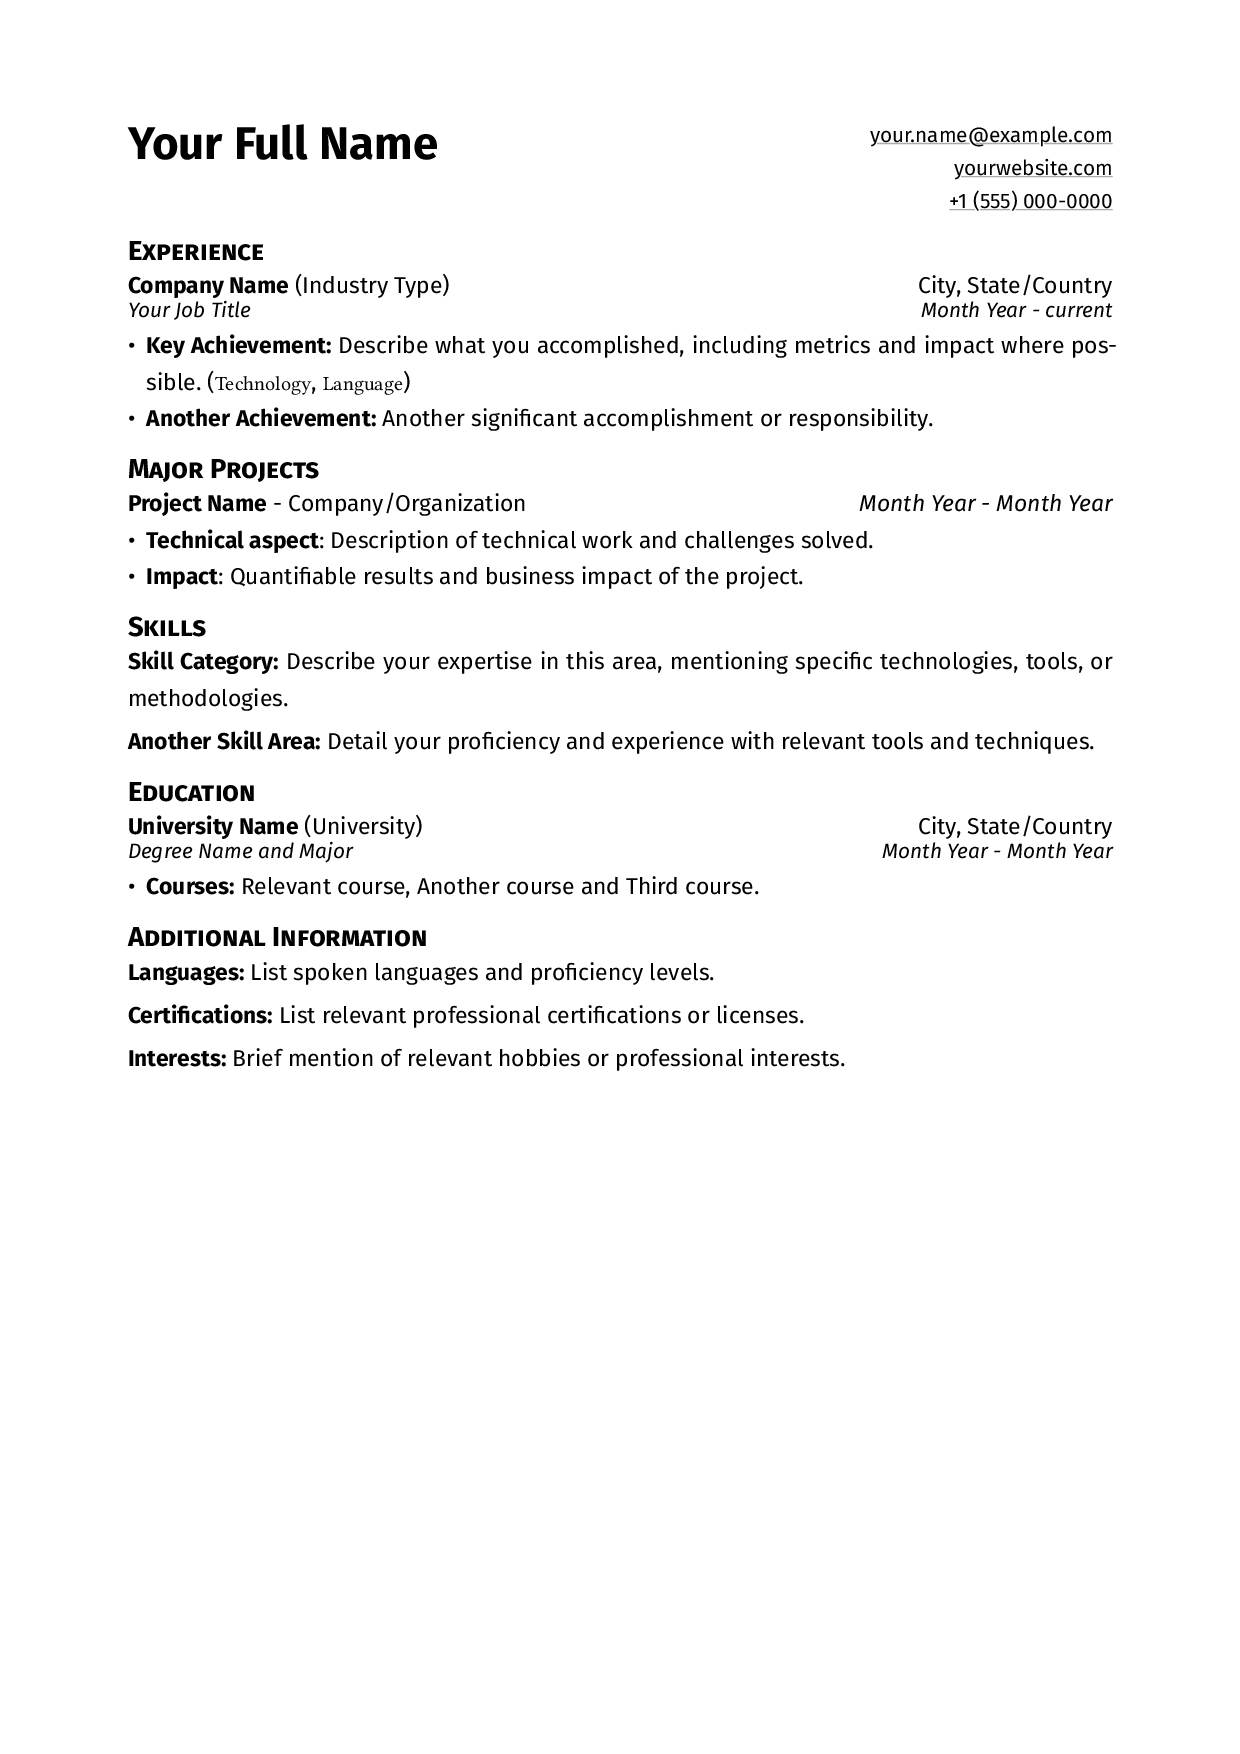 Your Full Name
your.name@example.com
yourwebsite.com
+1 (555) 000-0000
Experience
Company Name (Industry Type) City, State/Country
Your Job Title Month Year - current
• Key Achievement: Describe what you accomplished, including metrics and impact where pos-
sible. (Technology, Language)
• Another Achievement: Another significant accomplishment or responsibility.
Major Projects
Project Name - Company/Organization Month Year - Month Year
• Technical aspect: Description of technical work and challenges solved.
• Impact: Quantifiable results and business impact of the project.
Skills
Skill Category: Describe your expertise in this area, mentioning specific technologies, tools, or
methodologies.
Another Skill Area: Detail your proficiency and experience with relevant tools and techniques.
Education
University Name (University) City, State/Country
Degree Name and Major Month Year - Month Year
• Courses: Relevant course, Another course and Third course.
Additional Information
Languages: List spoken languages and proficiency levels.
Certifications: List relevant professional certifications or licenses.
Interests: Brief mention of relevant hobbies or professional interests.